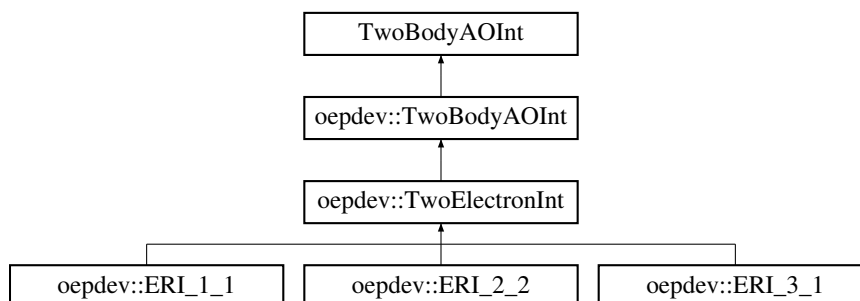 TwoBodyAOInt
oepdev::TwoBodyAOInt
oepdev::TwoElectronInt
oepdev::ERI_1_1 oepdev::ERI_2_2 oepdev::ERI_3_1